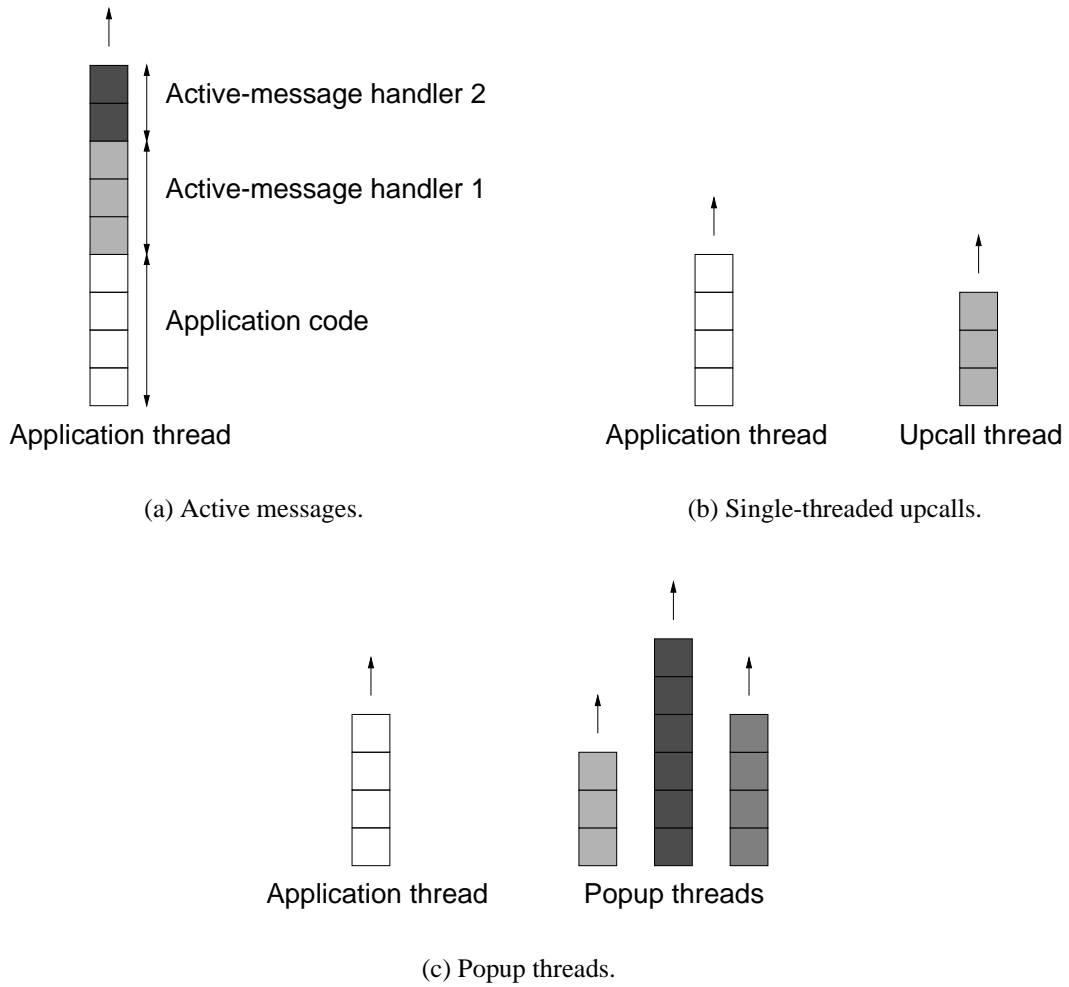 Active-message handler 2
Active-message handler 1
Application code
Application thread
(a) Active messages.
Application thread
Upcall thread
(b) Single-threaded upcalls.
Application thread
Popup threads
(c) Popup threads.